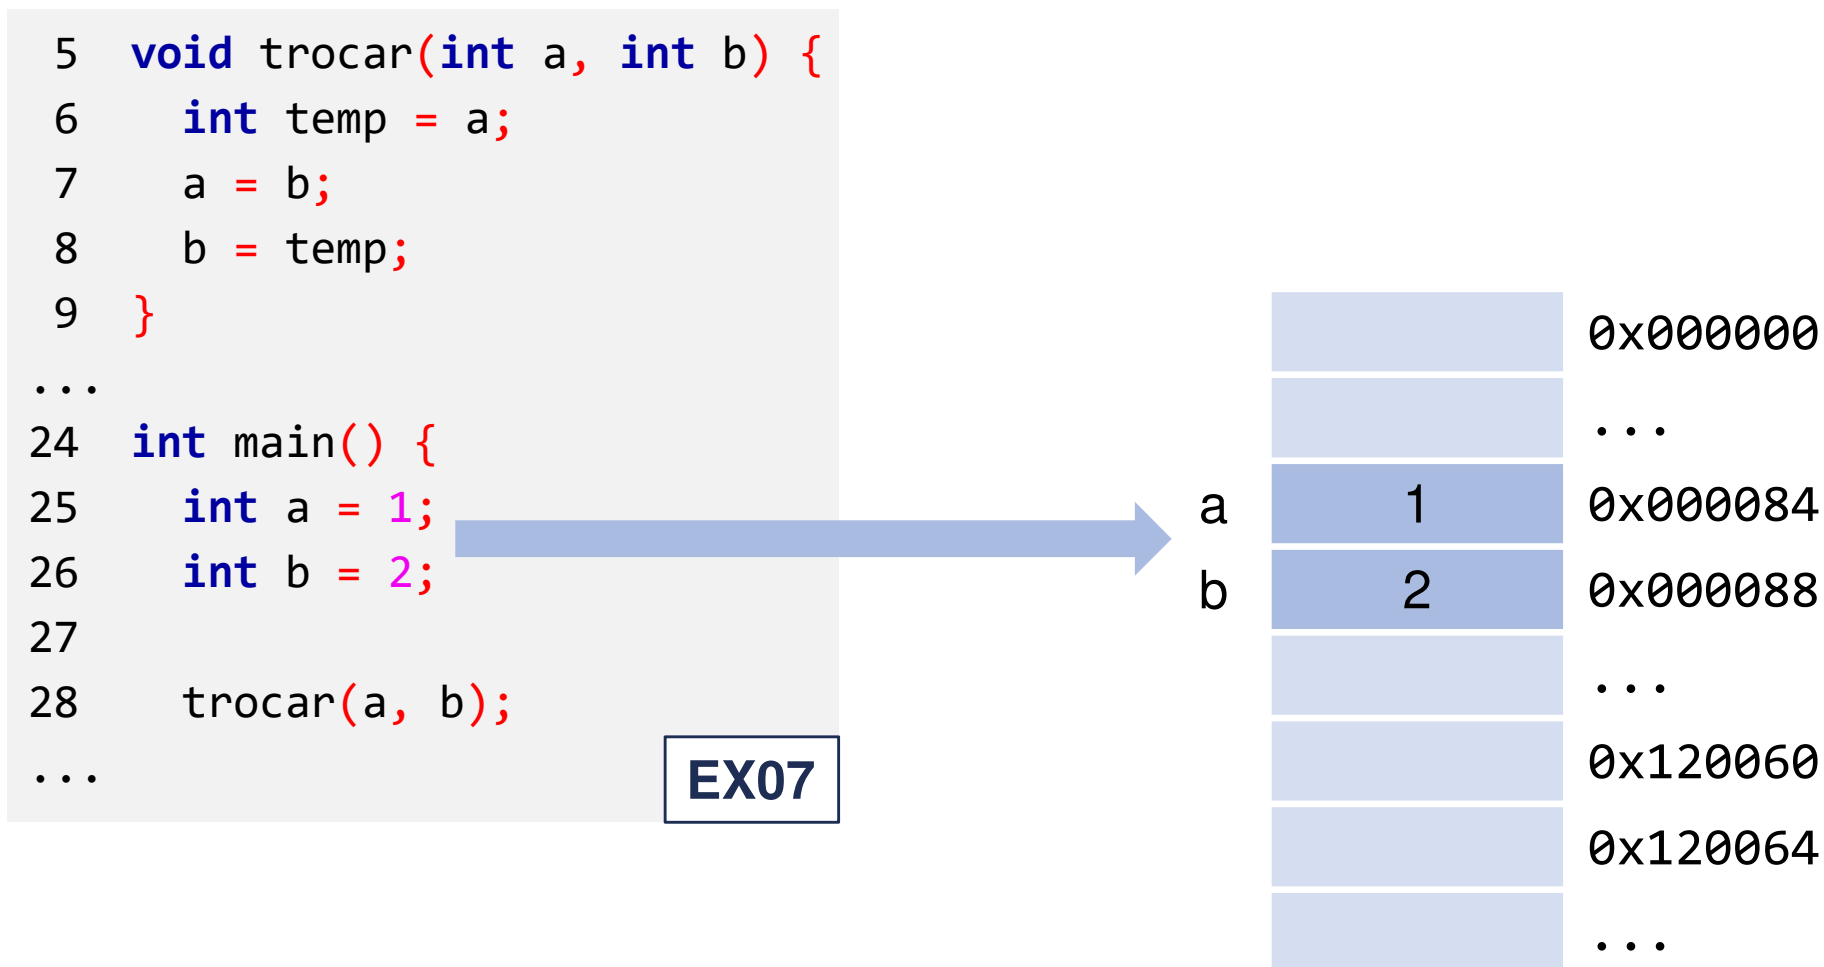 5 void trocar(int a, int b) {
6 int temp = a;
7 a = b;
8 b = temp;
9 }
...
24 int main() {
25 int a = 1;
26 int b = 2;
27
28 trocar(a, b);
...
EX07
0x000000
...
a 1 0x000084
b 2 0x000088
...
0x120060
0x120064
...